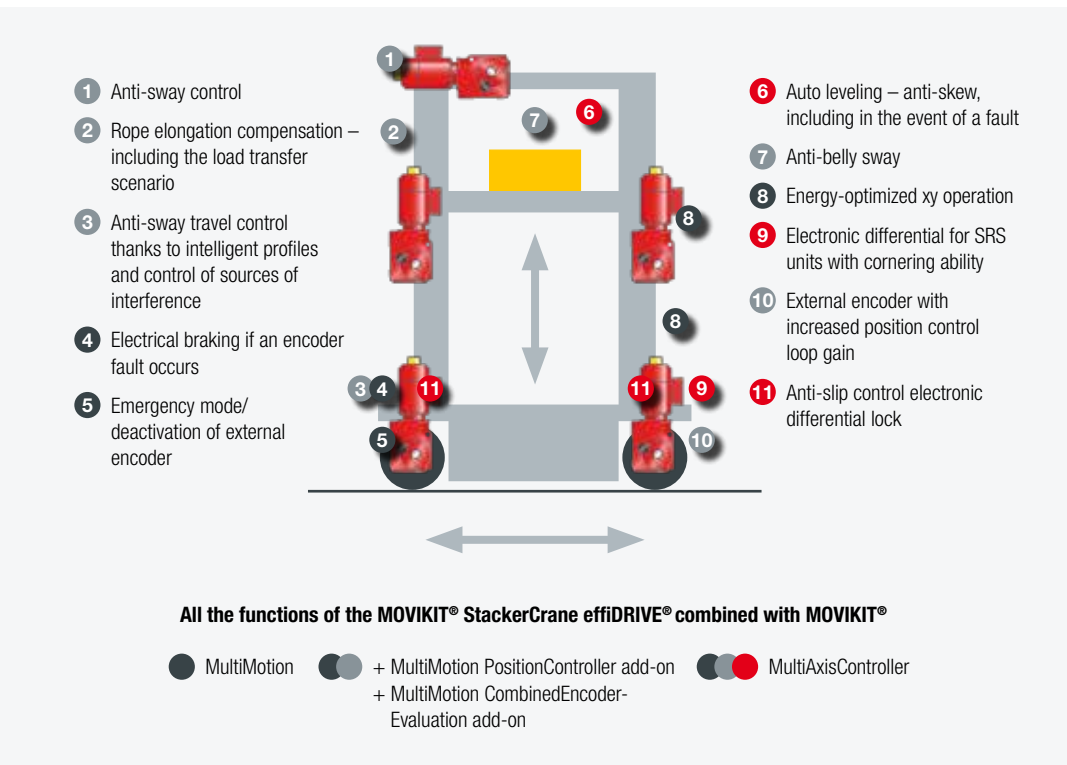 1 Anti-sway control
2 Rope elongation compensation –
including the load transfer
scenario
3 Anti-sway travel control
thanks to intelligent profiles
and control of sources of
interference
4 Electrical braking if an encoder
fault occurs
5 Emergency mode/
deactivation of external
encoder
1
2
7
6
8
8
3 4 11
11 9
5
10
6 Auto leveling – anti-skew,
including in the event of a fault
7 Anti-belly sway
8 Energy-optimized xy operation
9 Electronic differential for SRS
units with cornering ability
10 External encoder with
increased position control
loop gain
11 Anti-slip control electronic
differential lock
All the functions of the MOVIKIT® StackerCrane effiDRIVE® combined with MOVIKIT®
MultiMotion
+ MultiMotion PositionController add-on
+ MultiMotion CombinedEncoder-
Evaluation add-on
MultiAxisController